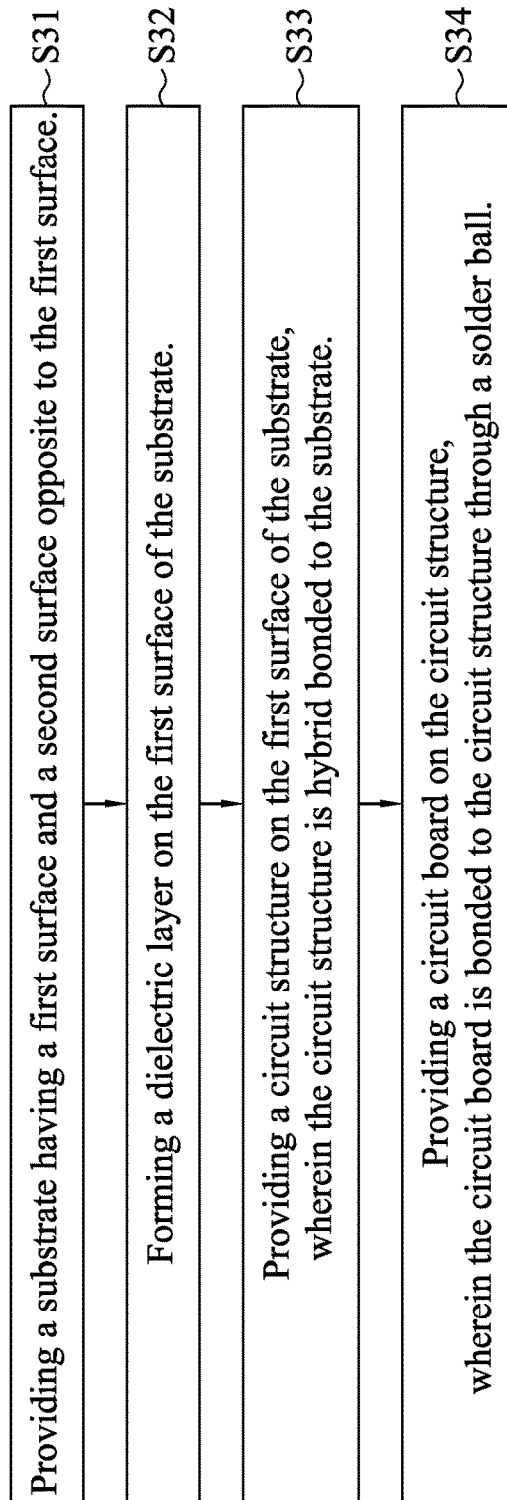 Providing a substrate having a first surface and a second surface opposite to the first surface.
S31
Forming a dielectric layer on the first surface of the substrate.
S32
Providing a circuit structure on the first surface of the substrate,
wherein the circuit structure is hybrid bonded to the substrate.
S33
Providing a circuit board on the circuit structure,
wherein the circuit board is bonded to the circuit structure through a solder ball.
S34